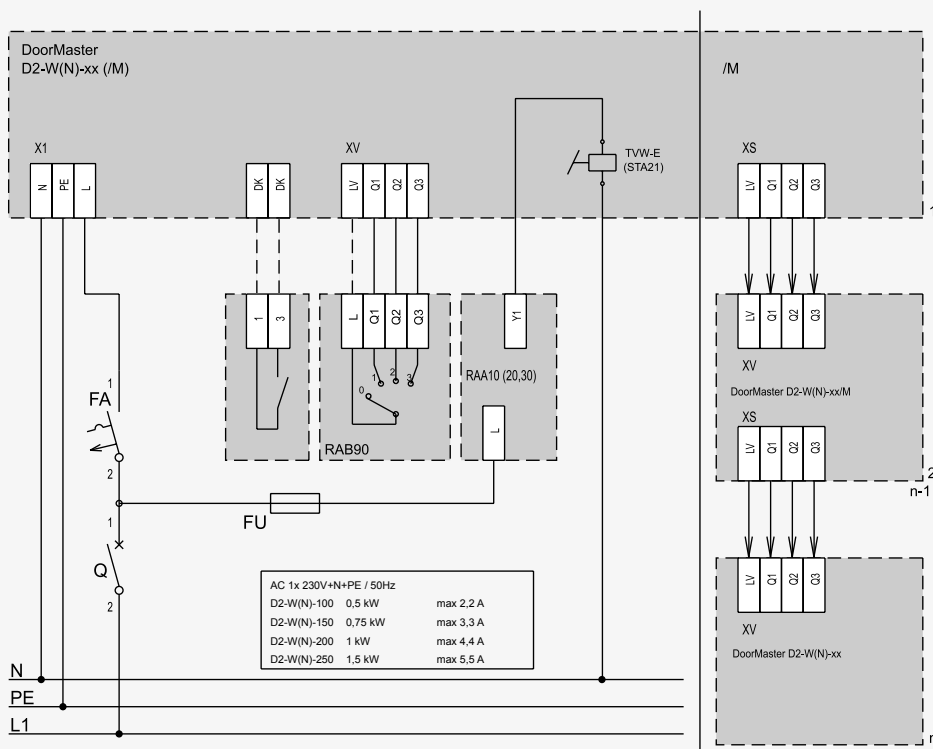 DoorMaster
D2-W(N)-xx (/M)
/M
X1
XV
TVW-E
(STA21)
XS
N PE L
DK DK
LV Q1 Q2 Q3
LV Q1 Q2 Q3
1 3
L Q1 Q2 Q3
Y1
LV Q1 Q2 Q3
0 1 2 3
RAA10 (20,30)
XV
DoorMaster D2-W(N)-xx/M
1
FA
2
L
RAB90
XS
LV Q1 Q2 Q3
2
n-1
FU
1
Q
2
LV Q1 Q2 Q3
XV
DoorMaster D2-W(N)-xx
AC 1x 230V+N+PE / 50Hz
D2-W(N)-100 0,5 kW max 2,2 A
D2-W(N)-150 0,75 kW max 3,3 A
D2-W(N)-200 1 kW max 4,4 A
D2-W(N)-250 1,5 kW max 5,5 A
N
PE
L1